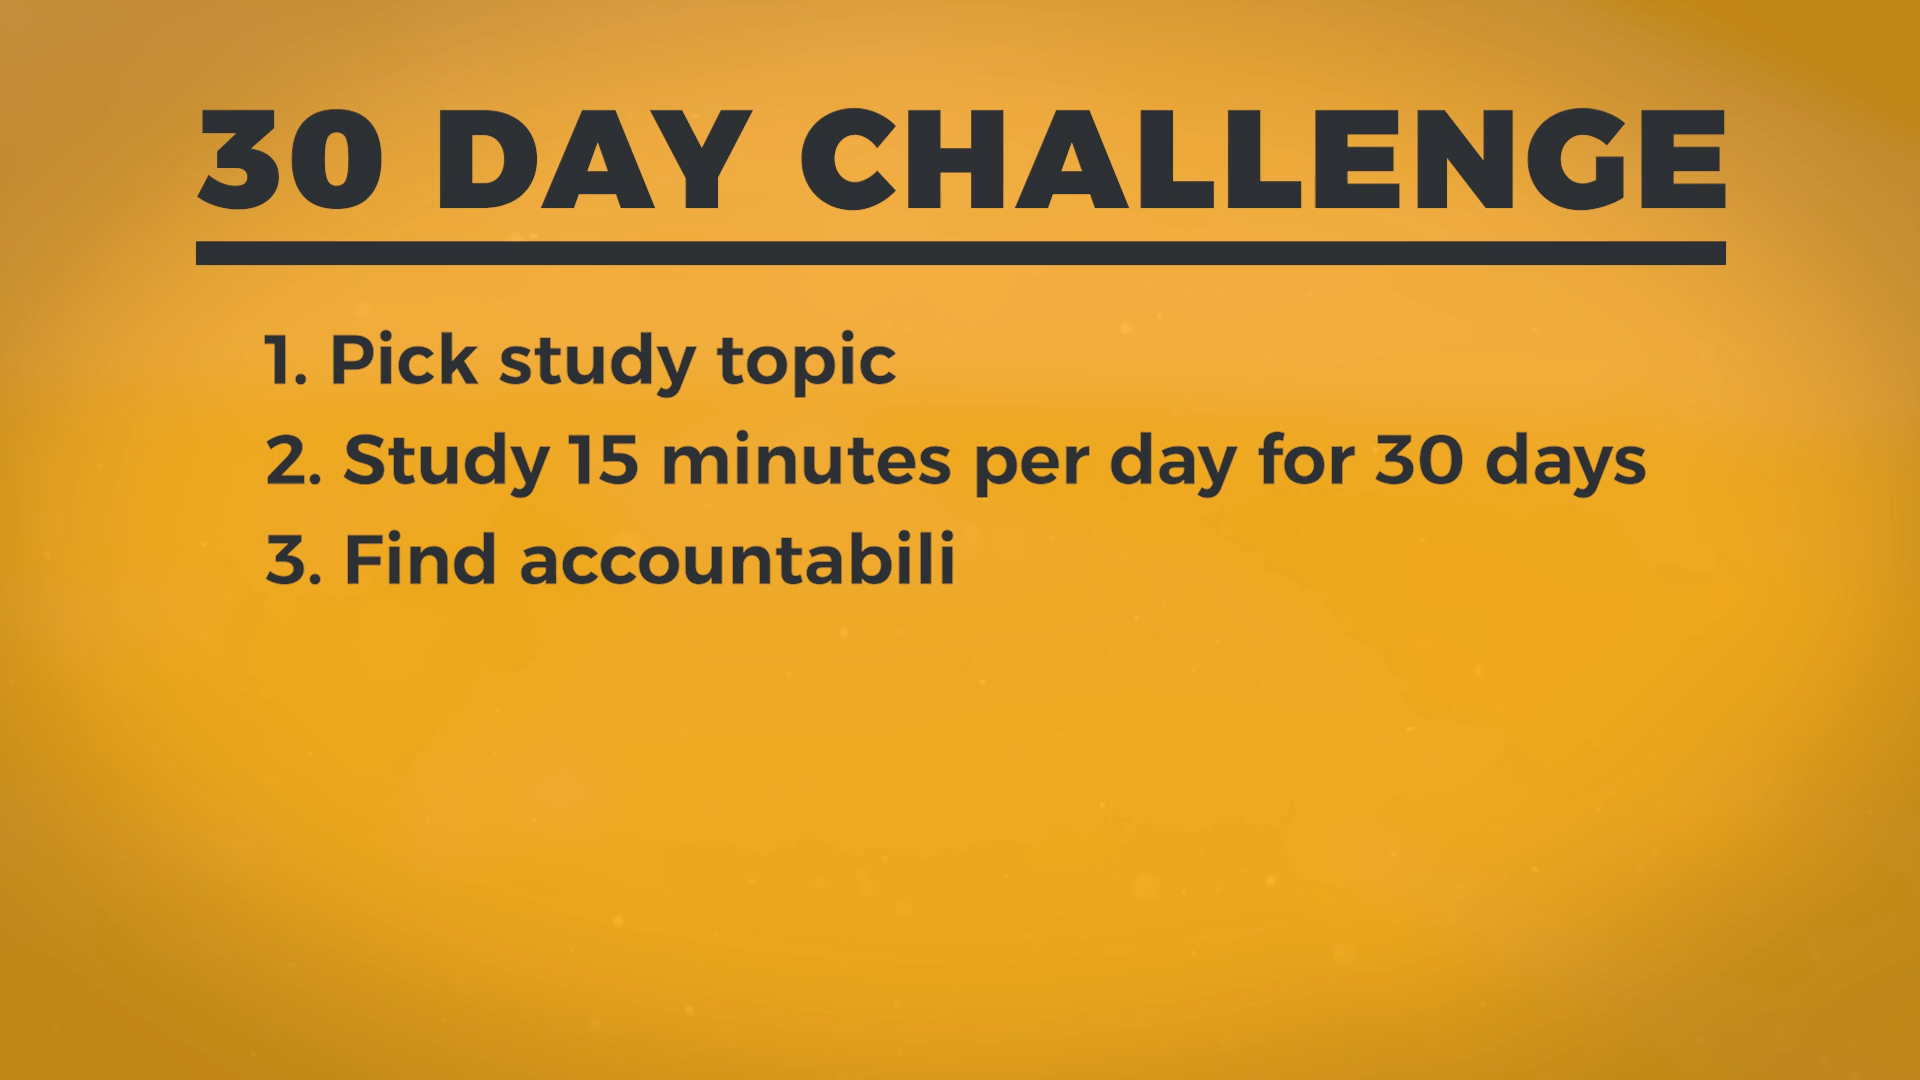 30 DAY CHALLENGE
1. Pick study topic
2. Study 15 minutes per day for 30 days
3. Find accountabili